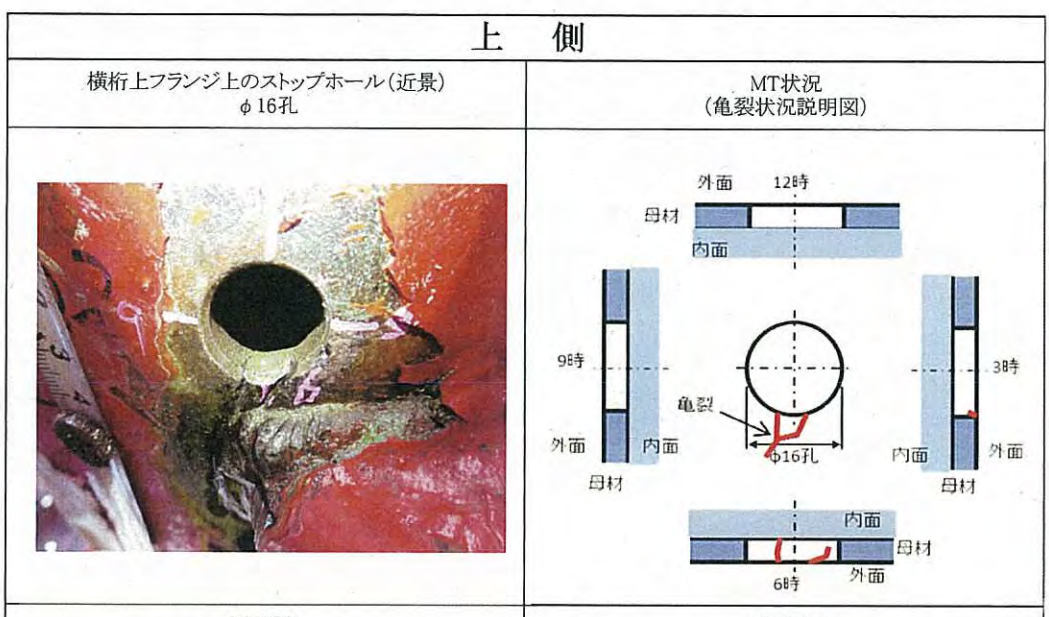 上 側
横桁上フランジ上のストップホール(近景)
φ16孔
MT状況
(亀裂状況説明図)
外面 12時
母材
内面
9時
3時
亀裂
φ16孔
外面 内面
母材
内面 外面
母材
内面
母材
6時 外面